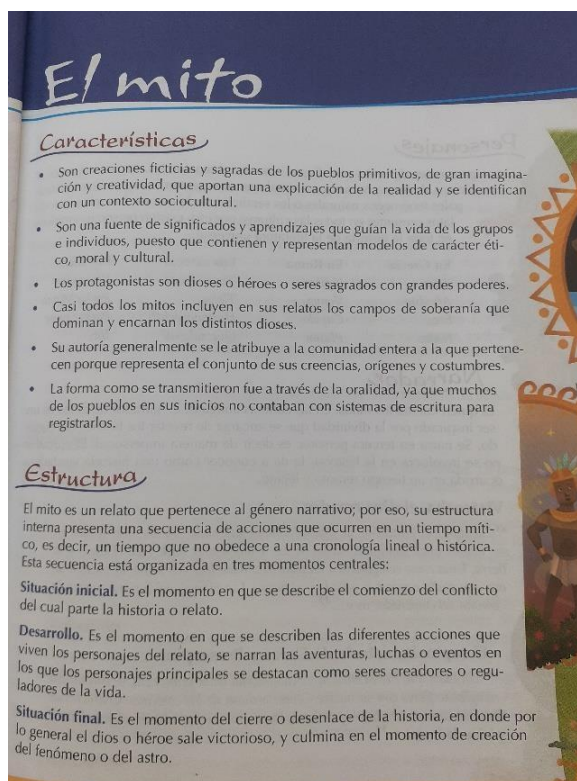 El mito
Características
• Son creaciones ficticias y sagradas de los pueblos primitivos, de gran imagina-
ción y creatividad, que aportan una explicación de la realidad y se identifican
con un contexto sociocultural.
• Son una fuente de significados y aprendizajes que guían la vida de los grupos
e individuos, puesto que contienen y representan modelos de carácter éti-
co, moral y cultural.
• Los protagonistas son dioses o héroes o seres sagrados con grandes poderes.
• Casi todos los mitos incluyen en sus relatos los campos de soberanía que
dominan y encarnan los distintos dioses.
• Su autoría generalmente se le atribuye a la comunidad entera a la que pertene-
cen porque representa el conjunto de sus creencias, orígenes y costumbres.
• La forma como se transmitieron fue a través de la oralidad, ya que muchos
de los pueblos en sus inicios no contaban con sistemas de escritura para
registrarlos.
Estructura
El mito es un relato que pertenece al género narrativo; por eso, su estructura
interna presenta una secuencia de acciones que ocurren en un tiempo míti-
co, es decir, un tiempo que no obedece a una cronología lineal o histórica.
Esta secuencia está organizada en tres momentos centrales:
Situación inicial. Es el momento en que se describe el comienzo del conflicto
del cual parte la historia o relato.
Desarrollo. Es el momento en que se describen las diferentes acciones que
viven los personajes del relato, se narran las aventuras, luchas o eventos en
los que los personajes principales se destacan como seres creadores o regu-
ladores de la vida.
Situación final. Es el momento del cierre o desenlace de la historia, en donde por
lo general el dios o héroe sale victorioso, y culmina en el momento de creación
del fenómeno o del astro.